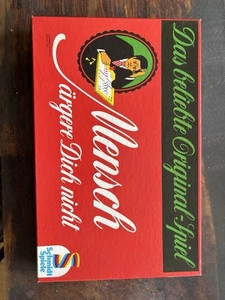 Das beliebte Original-Spiel
Mensch
ärgere Dich nicht
Schmidt
Spiele